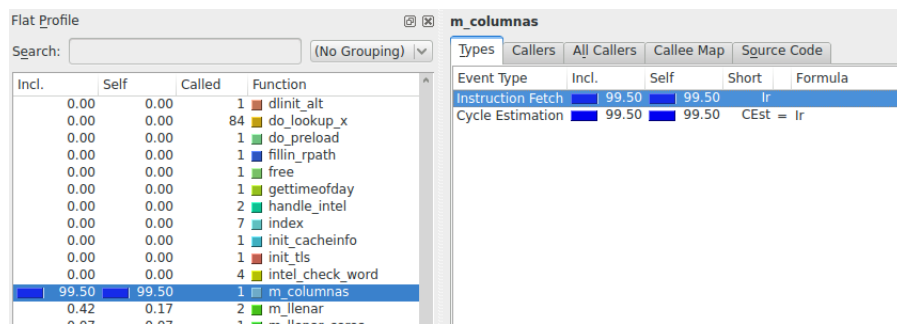 Flat Profile
Search: (No Grouping)
Incl. Self Called Function
0.00 0.00 1 dlinit_alt
0.00 0.00 84 do_lookup_x
0.00 0.00 1 do_preload
0.00 0.00 1 fillin_rpath
0.00 0.00 1 free
0.00 0.00 1 gettimeofday
0.00 0.00 2 handle_intel
0.00 0.00 7 index
0.00 0.00 1 init_cacheinfo
0.00 0.00 1 init_tls
0.00 0.00 4 intel_check_word
99.50 99.50 1 m_columnas
0.42 0.17 2 m_llenar
m_columnas
Types Callers All Callers Callee Map Source Code
Event Type Incl. Self Short Formula
Instruction Fetch 99.50 99.50 Ir
Cycle Estimation 99.50 99.50 CEst = Ir